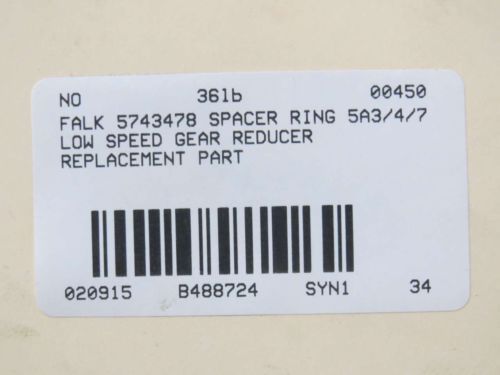 NO 361b 00450
FALK 5743478 SPACER RING 5A3/4/7
LOW SPEED GEAR REDUCER
REPLACEMENT PART
020915 B488724 SYN1 34